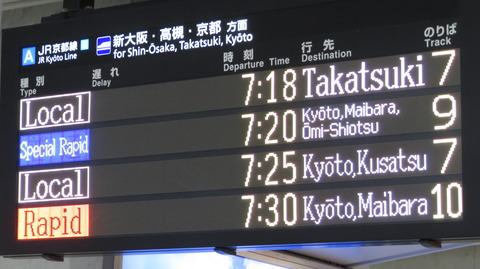 A JR京都線 新大阪・高槻・京都 方面
JR Kyōto Line for Shin-Ōsaka, Takatsuki, Kyōto
種別 遅れ 時刻 行先 のりば
Type Delay Departure Time Destination Track
Local 7:18 Takatsuki 7
Special Rapid 7:20 Kyōto,Maibara, 9
Ōmi-Shiotsu
Local 7:25 Kyōto,Kusatsu 7
Rapid 7:30 Kyōto,Maibara 10